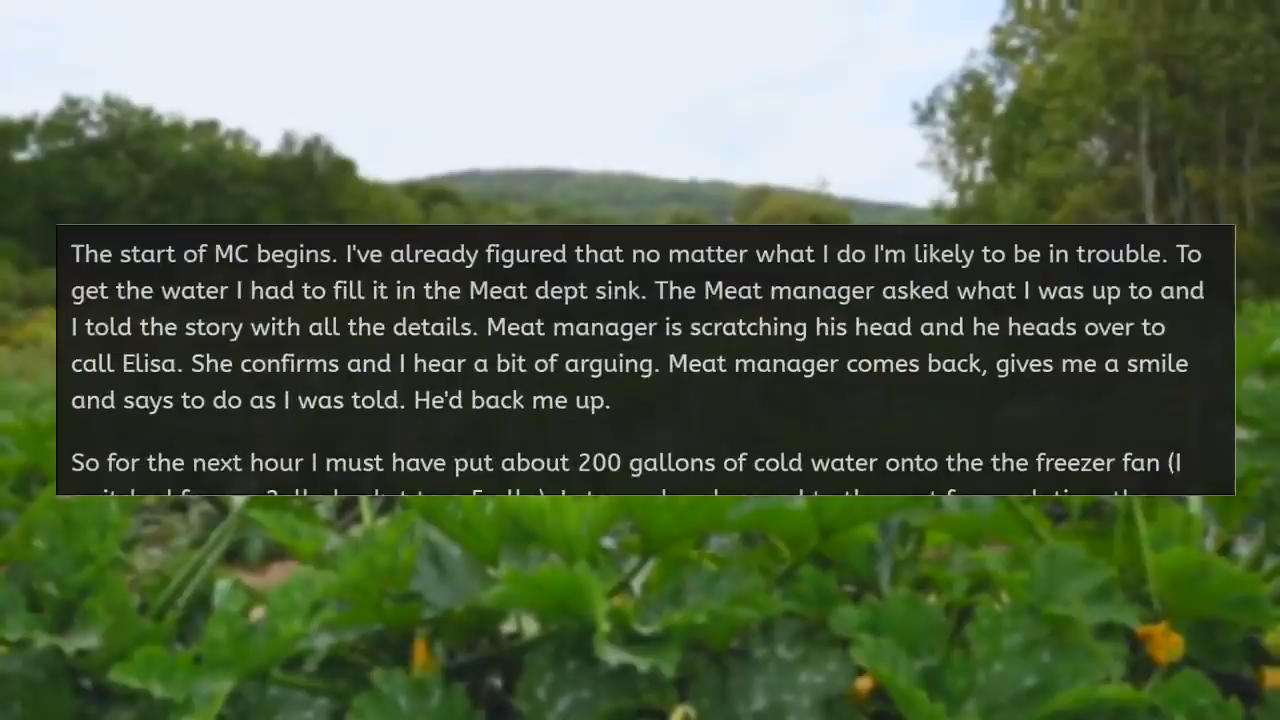 The start of MC begins. I've already figured that no matter what I do I'm likely to be in trouble. To
get the water I had to fill it in the Meat dept sink. The Meat manager asked what I was up to and
I told the story with all the details. Meat manager is scratching his head and he heads over to
call Elisa. She confirms and I hear a bit of arguing. Meat manager comes back, gives me a smile
and says to do as I was told. He'd back me up.
So for the next hour I must have put about 200 gallons of cold water onto the the freezer fan (I